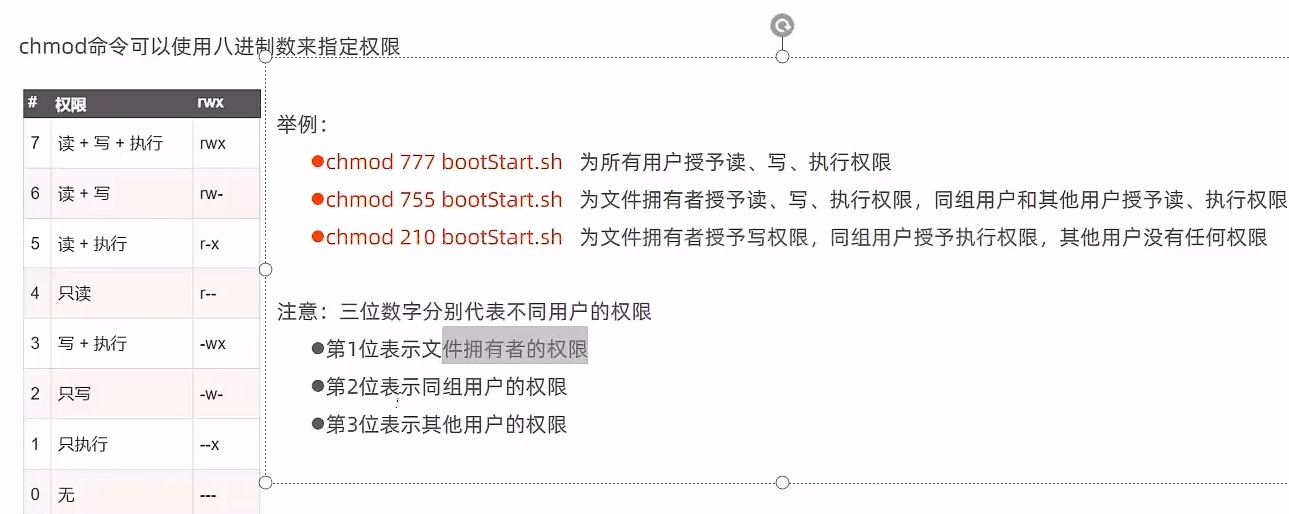 chmod命令可以使用八进制数来指定权限
# 权限 rwx
7 读 + 写 + 执行 rwx
6 读 + 写 rw-
5 读 + 执行 r-x
4 只读 r--
3 写 + 执行 -wx
2 只写 -w-
1 只执行 --x
0 无 ---
举例：
●chmod 777 bootStart.sh 为所有用户授予读、写、执行权限
●chmod 755 bootStart.sh 为文件拥有者授予读、写、执行权限，同组用户和其他用户授予读、执行权限
●chmod 210 bootStart.sh 为文件拥有者授予写权限，同组用户授予执行权限，其他用户没有任何权限
注意：三位数字分别代表不同用户的权限
●第1位表示文件拥有者的权限
●第2位表示同组用户的权限
●第3位表示其他用户的权限